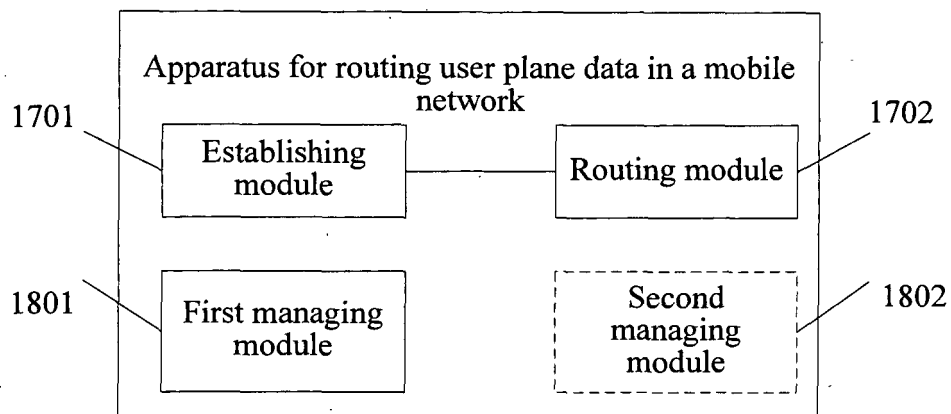 Apparatus for routing user plane data in a mobile
network
1701
1702
Establishing
module
Routing module
1801
1802
First managing
module
Second
managing
module